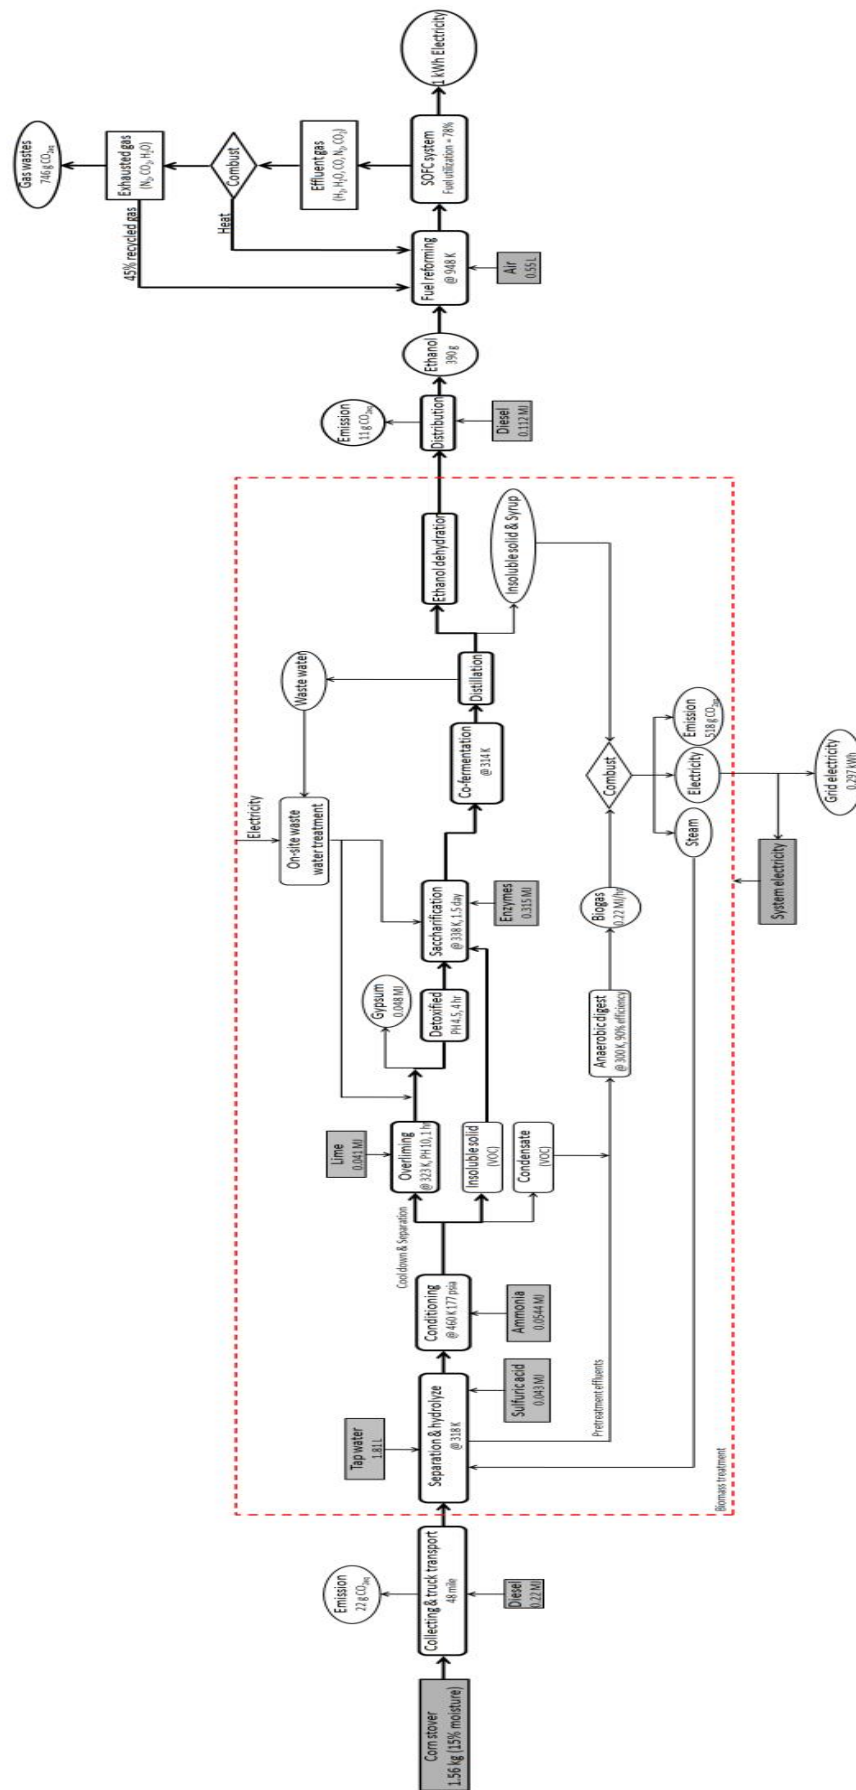 Corn stover
1.56 kg (15% moisture)
Collecting & truck transport
48 mile
Emission
22 g CO2eq
Diesel
0.22 MJ
Biomass treatment
Tap water
1.81 L
Separation & hydrolyze
@ 318 K
Sulfuric acid
0.043 MJ
Pretreatment effluents
Conditioning
@ 460 K 177 psia
Ammonia
0.0544 MJ
Cool down & Separation
Lime
0.041 MJ
Overliming
@ 323 K, PH 10, 1 hr
Insoluble solid
(VOC)
Condensate
(VOC)
Gypsum
0.048 MJ
Detoxified
PH 4.5, 4 hr
Anaerobic digest
@ 300 K, 90% efficiency
Electricity
On-site waste
water treatment
Saccharification
@ 338 K, 1.5 day
Enzymes
0.315 MJ
Biogas
0.22 MJ/hr
Waste water
Co-fermentation
@ 314 K
Distillation
Combust
Steam
Electricity
Emission
518 g CO2eq
System electricity
Grid electricity
0.297 kWh
Ethanol dehydration
Insoluble solid & Syrup
Emission
11 g CO2eq
Distribution
Diesel
0.112 MJ
Ethanol
390 g
45% recycled gas
Heat
Fuel reforming
@ 948 K
Air
0.55 L
Gas wastes
746 g CO2eq
Exhausted gas
(N2, CO2, H2O)
Combust
Effluent gas
(H2, H2O, CO, N2, CO2)
SOFC system
Fuel utilization = 78%
1 kWh Electricity